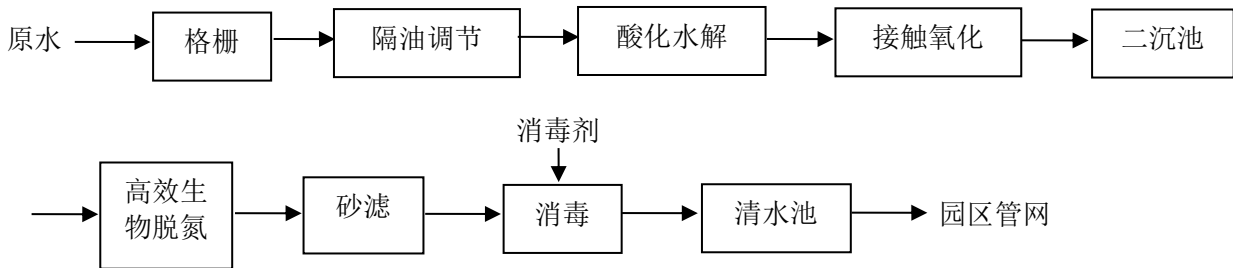 原水
格栅
隔油调节
酸化水解
接触氧化
二沉池
消毒剂
高效生
物脱氮
砂滤
消毒
清水池
园区管网